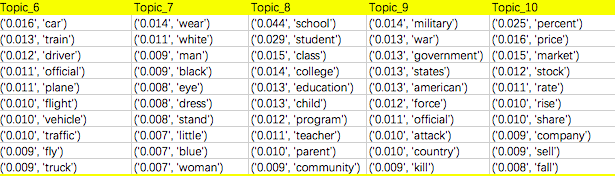 Topic_6 Topic_7 Topic_8 Topic_9 Topic_10
('0.016', 'car') ('0.014', 'wear') ('0.044', 'school') ('0.014', 'military') ('0.025', 'percent')
('0.013', 'train') ('0.011', 'white') ('0.029', 'student') ('0.013', 'war') ('0.016', 'price')
('0.012', 'driver') ('0.009', 'man') ('0.015', 'class') ('0.013', 'government') ('0.015', 'market')
('0.011', 'official') ('0.009', 'black') ('0.014', 'college') ('0.013', 'states') ('0.012', 'stock')
('0.011', 'plane') ('0.008', 'eye') ('0.013', 'education') ('0.013', 'american') ('0.011', 'rate')
('0.010', 'flight') ('0.008', 'dress') ('0.013', 'child') ('0.012', 'force') ('0.010', 'rise')
('0.010', 'vehicle') ('0.008', 'stand') ('0.012', 'program') ('0.011', 'official') ('0.010', 'share')
('0.010', 'traffic') ('0.007', 'little') ('0.011', 'teacher') ('0.010', 'attack') ('0.009', 'company')
('0.009', 'fly') ('0.007', 'blue') ('0.010', 'parent') ('0.010', 'country') ('0.009', 'sell')
('0.009', 'truck') ('0.007', 'woman') ('0.009', 'community') ('0.009', 'kill') ('0.008', 'fall')